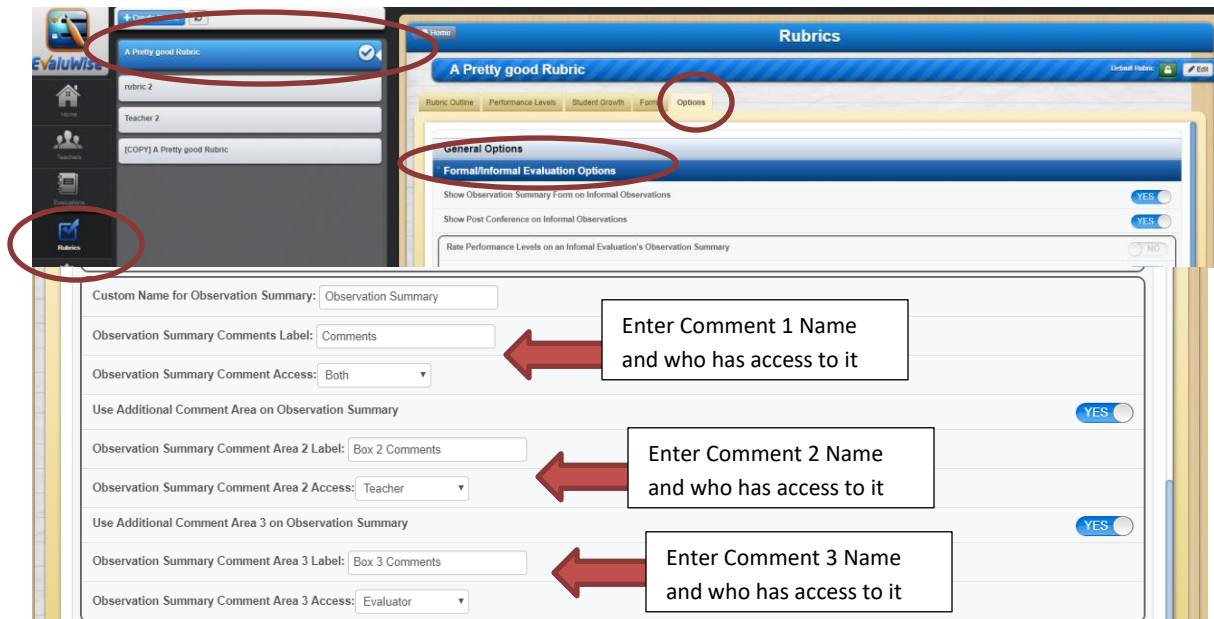 EvaluWise
Home
Teachers
Evaluations
Rubrics
A Pretty good Rubric
rubric 2
Teacher 2
[COPY] A Pretty good Rubric
Home
Rubrics
A Pretty good Rubric
Default Rubric
Edit
Rubric Outline
Performance Levels
Student Growth
Form
Options
General Options
Formal/Informal Evaluation Options
Show Observation Summary Form on Informal Observations
YES
Show Post Conference on Informal Observations
YES
Rate Performance Levels on an Infomal Evaluation's Observation Summary
NO
Custom Name for Observation Summary: Observation Summary
Observation Summary Comments Label: Comments
Observation Summary Comment Access: Both
Enter Comment 1 Name
and who has access to it
Use Additional Comment Area on Observation Summary
YES
Observation Summary Comment Area 2 Label: Box 2 Comments
Observation Summary Comment Area 2 Access: Teacher
Enter Comment 2 Name
and who has access to it
Use Additional Comment Area 3 on Observation Summary
YES
Observation Summary Comment Area 3 Label: Box 3 Comments
Observation Summary Comment Area 3 Access: Evaluator
Enter Comment 3 Name
and who has access to it